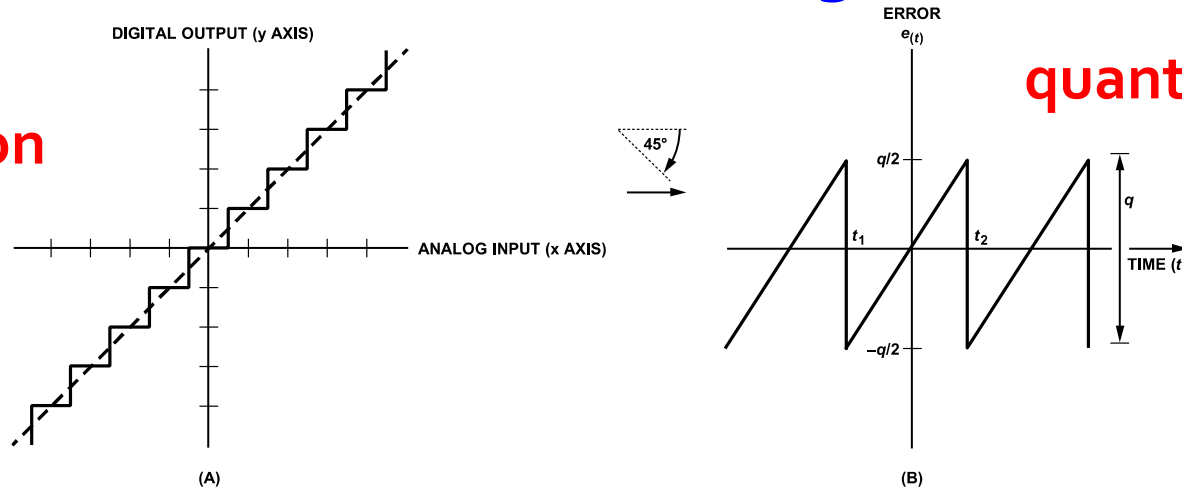 DIGITAL OUTPUT (y AXIS)
ANALOG INPUT (x AXIS)
(A)
45°
ERROR
e(t)
q/2
t1
t2
q
TIME (t
–q/2
(B)
on
quant